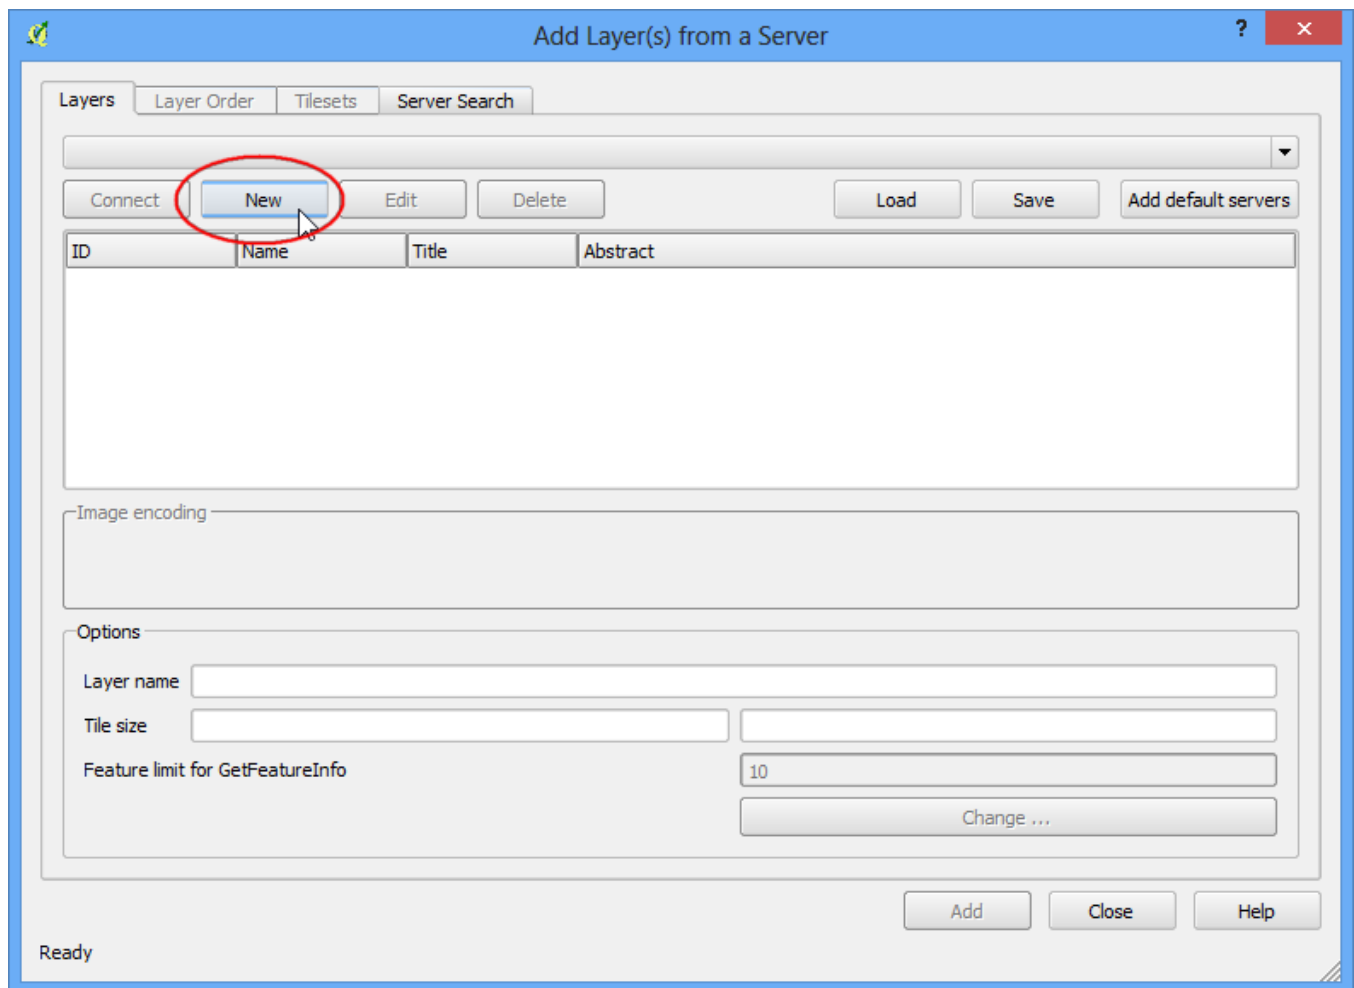 Add Layer(s) from a Server
?
Layers Layer Order Tilesets Server Search
Connect New Edit Delete Load Save Add default servers
ID Name Title Abstract
Image encoding
Options
Layer name
Tile size
Feature limit for GetFeatureInfo 10
Change ...
Add Close Help
Ready